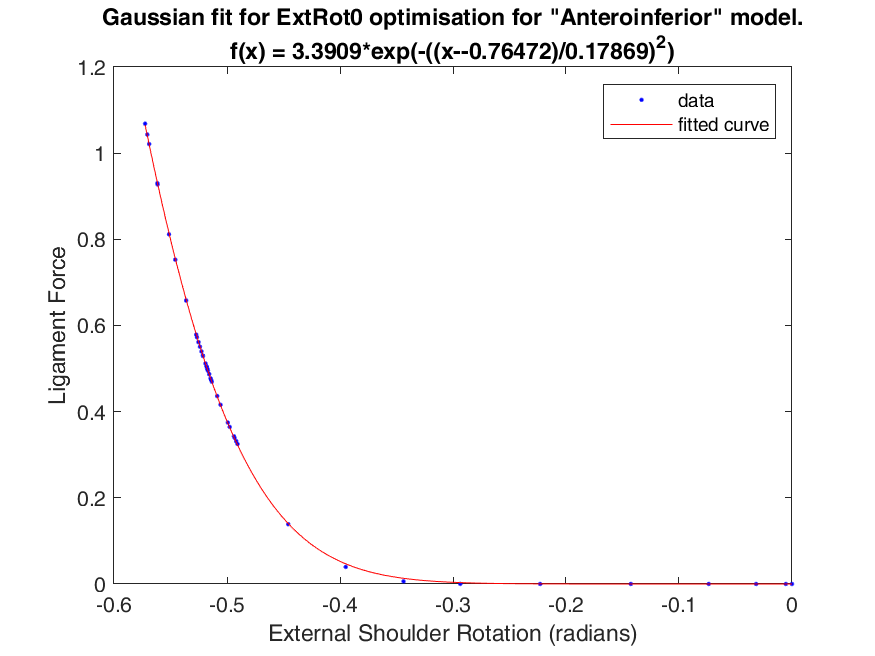 Gaussian fit for ExtRot0 optimisation for "Anteroinferior" model.
f(x) = 3.3909*exp(-((x--0.76472)/0.17869)²)
data
fitted curve
1.2
1
0.8
0.6
0.4
0.2
0
Ligament Force
-0.6
-0.5
-0.4
-0.3
-0.2
-0.1
0
External Shoulder Rotation (radians)